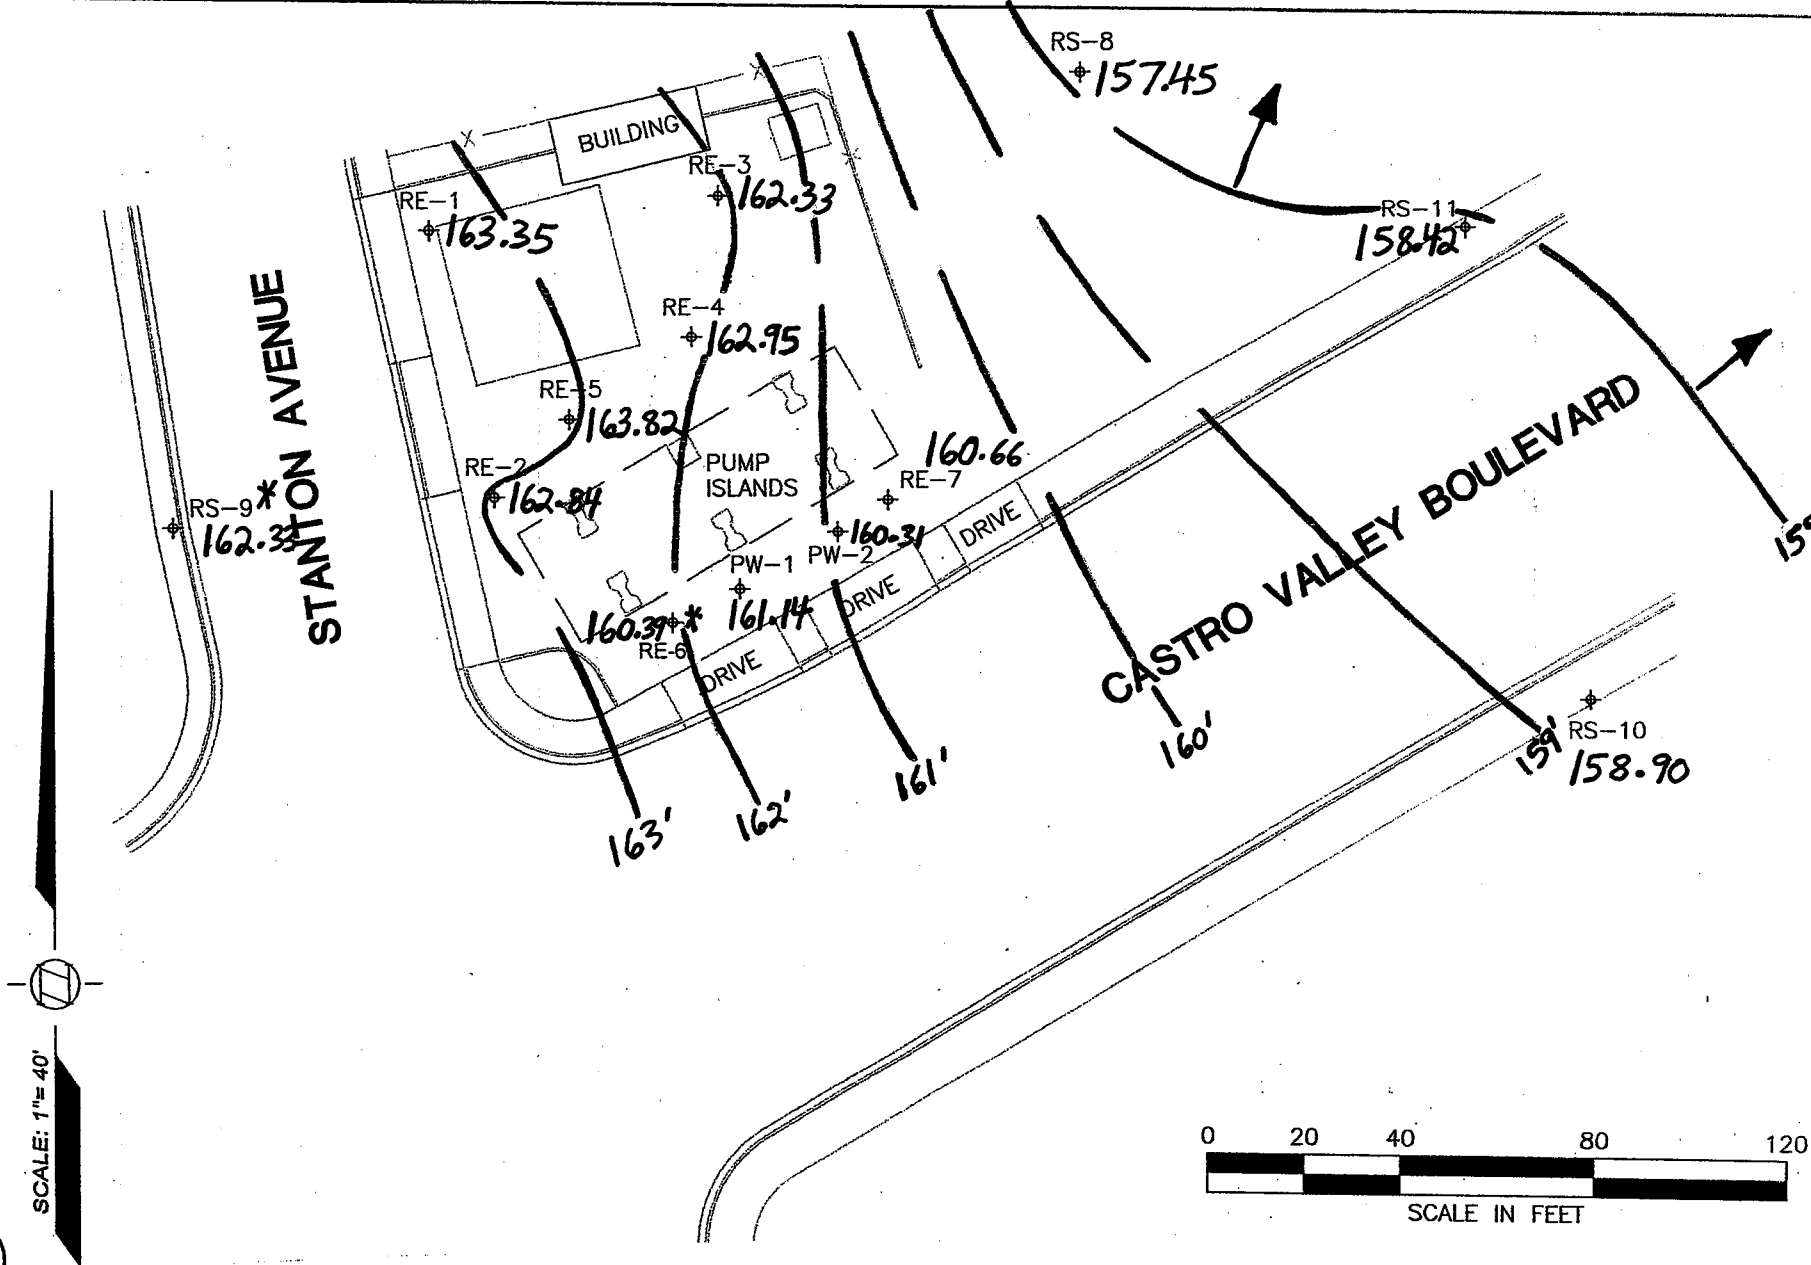 RS-8
157.45
BUILDING
RE-3
162.33
RE-1
163.35
RS-11
158.42
RE-4
162.95
RE-5
163.82
RE-2
162.84
PUMP
ISLANDS
160.66
RE-7
RS-9*
162.33
STANTON AVENUE
160.31
PW-2
PW-1
161.14
160.39*
RE-6
DRIVE
DRIVE
DRIVE
CASTRO VALLEY BOULEVARD
163'
162'
161'
160'
159'
RS-10
158.90
SCALE: 1"= 40'
0 20 40 80 120
SCALE IN FEET